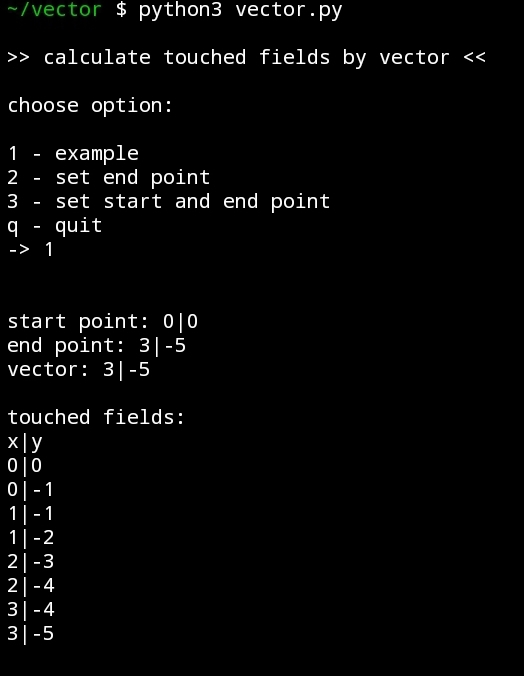 ~/vector $ python3 vector.py
>> calculate touched fields by vector <<
choose option:
1 - example
2 - set end point
3 - set start and end point
q - quit
-> 1
start point: 0|0
end point: 3|-5
vector: 3|-5
touched fields:
x|y
0|0
0|-1
1|-1
1|-2
2|-3
2|-4
3|-4
3|-5